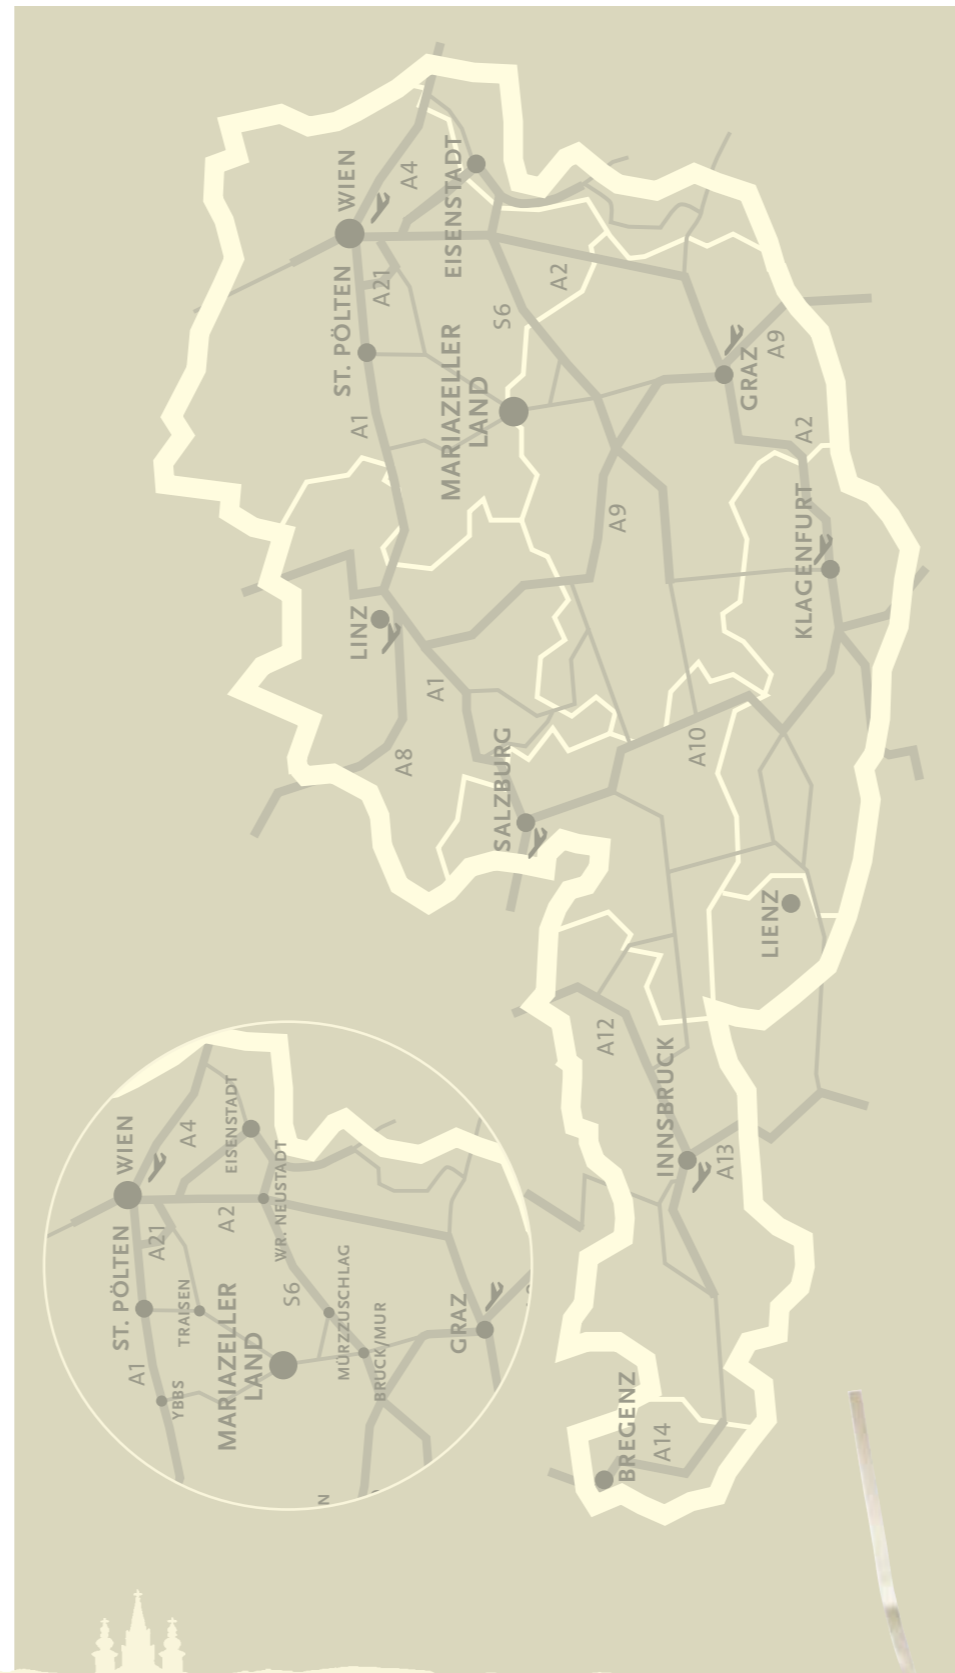 WIEN
A4
EISENSTADT
ST. PÖLTEN
A21
A2
S6
MARIAZELLER
LAND
A1
GRAZ
A9
A2
A9
KLAGENFURT
LINZ
A1
A8
SALZBURG
A10
LIENZ
A12
INNSBRUCK
A13
BREGENZ
A14
WIEN
A4
EISENSTADT
ST. PÖLTEN
A21
A2
WR. NEUSTADT
TRAISEN
S6
MARIAZELLER
LAND
MÜRZZUSCHLAG
BRUCK/MUR
GRAZ
A1
YBBS
N